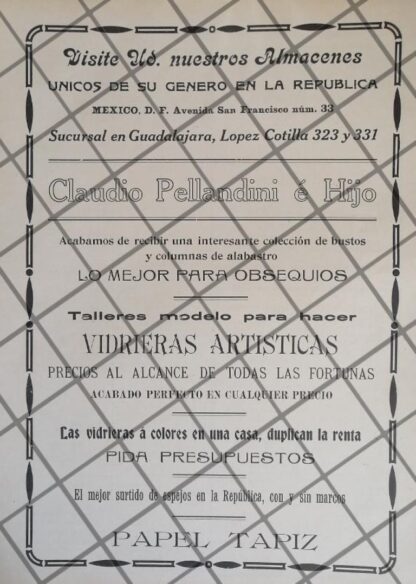 Visite Ud. nuestros Almacenes
UNICOS DE SU GENERO EN LA REPUBLICA
MEXICO, D. F. Avenida San Francisco núm. 33
Sucursal en Guadalajara, Lopez Cotilla 323 y 331
Claudio Pellandini é Hijo
Acabamos de recibir una interesante colección de bustos
y columnas de alabastro
LO MEJOR PARA OBSEQUIOS
Talleres modelo para hacer
VIDRIERAS ARTISTICAS
PRECIOS AL ALCANCE DE TODAS LAS FORTUNAS
ACABADO PERFECTO EN CUALQUIER PRECIO
Las vidrieras á colores en una casa, duplican la renta
PIDA PRESUPUESTOS
El mejor surtido de espejos en la República, con y sin marcos
PAPEL TAPIZ